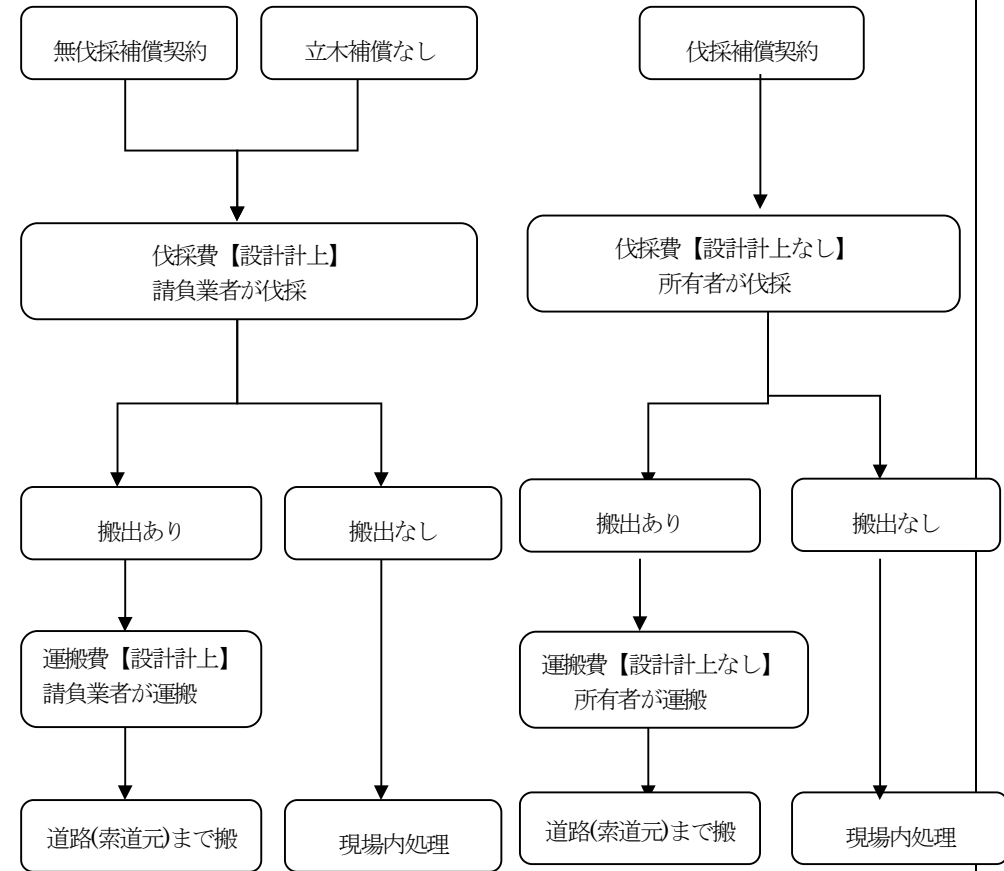 無伐採補償契約
立木補償なし
伐採補償契約
伐採費【設計計上】
請負業者が伐採
伐採費【設計計上なし】
所有者が伐採
搬出あり
搬出なし
搬出あり
搬出なし
運搬費【設計計上】
請負業者が運搬
運搬費【設計計上なし】
所有者が運搬
道路(索道元)まで搬
現場内処理
道路(索道元)まで搬
現場内処理